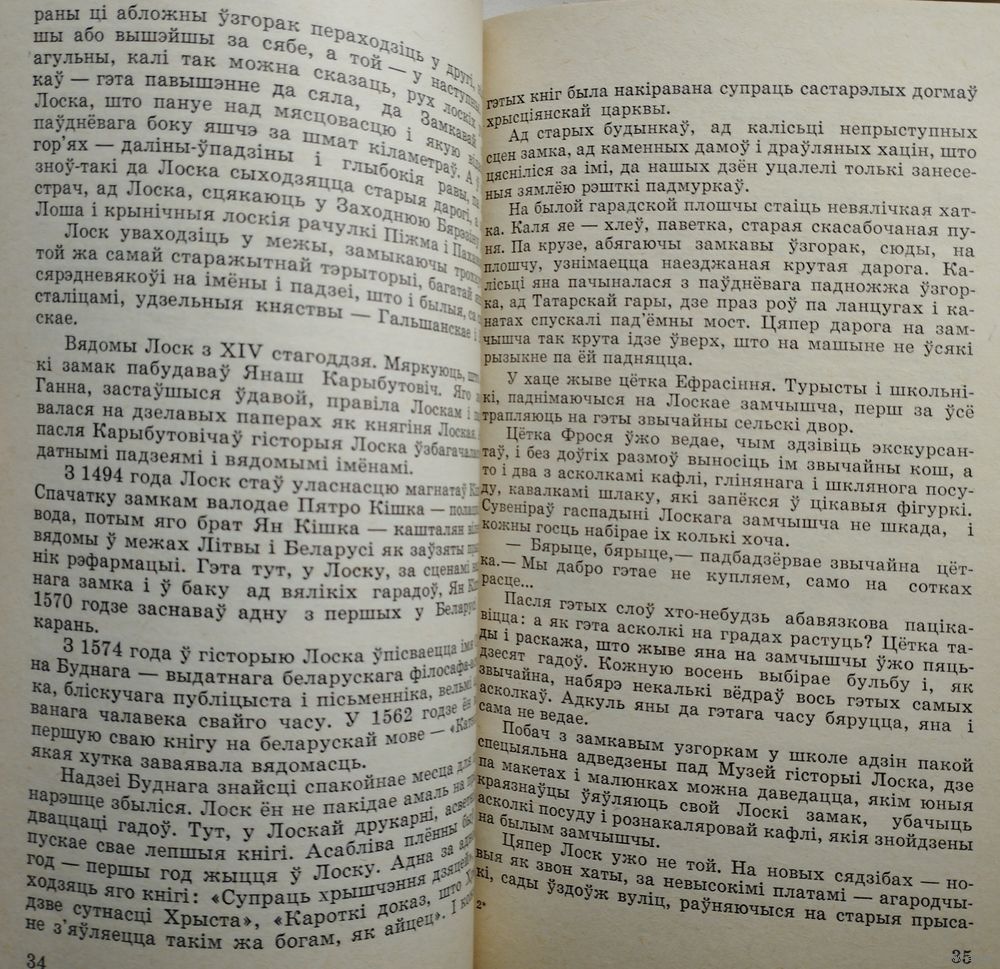 раны ці абложны ўзгорак пераходзіць у другі,
шы або вышэйшы за сябе, а той — у наступны
агульны, калі так можна сказаць, рух лоскіх
каў — гэта павышэнне да сяла, да Замкавай
Лоска, што пануе над мясцовасцю і якую
паўднёвага боку яшчэ за шмат кіламетраў. А
гор’ях — даліны-ўпадзіны і глыбокія равы,
зноў-такі да Лоска сыходзяцца старыя дарогі,
страч, ад Лоска, сцякаюць у Заходнюю Бярэзіну
Лоша і крынічныя лоскія рачулкі Піжма і
Лоск уваходзіць у межы, замыкаючы
той жа самай старажытнай тэрыторыі, багатай
сярэдневякоўі на імёны і падзеі, што і былыя,
сталіцамі, удзельныя княствы — Гальшанскае і
скае.
Вядомы Лоск з XIV стагоддзя. Мяркуюць,
кі замак пабудаваў Янаш Карыбутовіч. Яго
Ганна, застаўшыся ўдавой, правіла Лоскам і
валася на дзелавых паперах як княгіня Лоская.
пасля Карыбутовічаў гісторыя Лоска ўзбагачалася
датнымі падзеямі і вядомымі імёнамі.
З 1494 года Лоск стаў уласнасцю магнатаў
Спачатку замкам валодае Пятро Кішка —
вода, потым яго брат Ян Кішка — кашталян
вядомы ў межах Літвы і Беларусі як заўзяты
нік рэфармацыі. Гэта тут, у Лоску, за сценамі
нага замка і ў баку ад вялікіх гарадоў, Ян
1570 годзе заснаваў адну з першых у Беларусі
карань.
З 1574 года ў гісторыю Лоска ўпісваецца імя
на Буднага — выдатнага беларускага філосафа-
ка, бліскучага публіцыста і пісьменніка, вельмі
ванага чалавека свайго часу. У 1562 годзе ён
першую сваю кнігу на беларускай мове —
якая хутка заваявала вядомасць.
Надзеі Буднага знайсці спакойнае месца для
нарэшце збыліся. Лоск ён не пакідае амаль на
дваццаці гадоў. Тут, у Лоскай друкарні,
пускае свае лепшыя кнігі. Асабліва плённы
год — першы год жыцця ў Лоску. Адна за
ходзяць яго кнігі: «Супраць хрышчэння дзяцей»,
дзве сутнасці Хрыста», «Кароткі доказ, што
не з’яўляецца такім жа богам, як айцец». І
34
гэтых кніг была накіравана супраць састарэлых догмаў
хрысціянскай царквы.
Ад старых будынкаў, ад калісьці непрыступных
сцен замка, ад каменных дамоў і драўляных хацін, што
цясніліся за імі, да нашых дзён уцалелі толькі занесе-
ныя зямлёю рэшткі падмуркаў.
На былой гарадской плошчы стаіць невялічкая хат-
ка. Каля яе — хлеў, паветка, старая скасабочаная пу-
ня. Па крузе, абягаючы замкавы ўзгорак, сюды, на
плошчу, узнімаецца наезджаная крутая дарога. Ка-
лісьці яна пачыналася з паўднёвага падножжа ўзгор-
ка, ад Татарскай гары, дзе праз роў па ланцугах і ка-
натах спускалі пад’ёмны мост. Цяпер дарога на зам-
чышча так крута ідзе ўверх, што на машыне не ўсякі
рызыкне па ёй падняцца.
У хаце жыве цётка Ефрасіння. Турысты і школьні-
кі, паднімаючыся на Лоскае замчышча, перш за ўсё
трапляюць на гэты звычайны сельскі двор.
Цётка Фрося ўжо ведае, чым здзівіць экскурсан-
таў, і без доўгіх размоў выносіць ім звычайны кош, а
то і два з асколкамі кафлі, глінянага і шклянога посу-
ду, кавалкамі шлаку, які запёкся ў цікавыя фігуркі.
Сувеніраў гаспадыні Лоскага замчышча не шкада, і
кожны госць набірае іх колькі хоча.
— Бярыце, бярыце,— падбадзёрвае звычайна цёт-
ка.— Мы дабро гэтае не купляем, само на сотках
расце...
Пасля гэтых слоў хто-небудзь абавязкова паціка-
віцца: а як гэта асколкі на градах растуць? Цётка та-
ды і раскажа, што жыве яна на замчышчы ўжо пяць-
дзесят гадоў. Кожную восень выбірае бульбу і, як
звычайна, набярэ некалькі вёдраў вось гэтых самых
асколкаў. Адкуль яны да гэтага часу бяруцца, яна і
сама не ведае.
Побач з замкавым узгоркам у школе адзін пакой
спецыяльна адведзены пад Музей гісторыі Лоска, дзе
па макетах і малюнках можна даведацца, якім юныя
краязнаўцы ўяўляюць свой Лоскі замак, убачыць
асколкі посуду і рознакаляровай кафлі, якія знойдзены
на былым замчышчы.
Цяпер Лоск ужо не той. На новых сядзібах — но-
выя як звон хаты, за невысокімі платамі — агародчы-
кі, сады ўздоўж вуліц, раўняючыся на старыя прыса-
2*
35